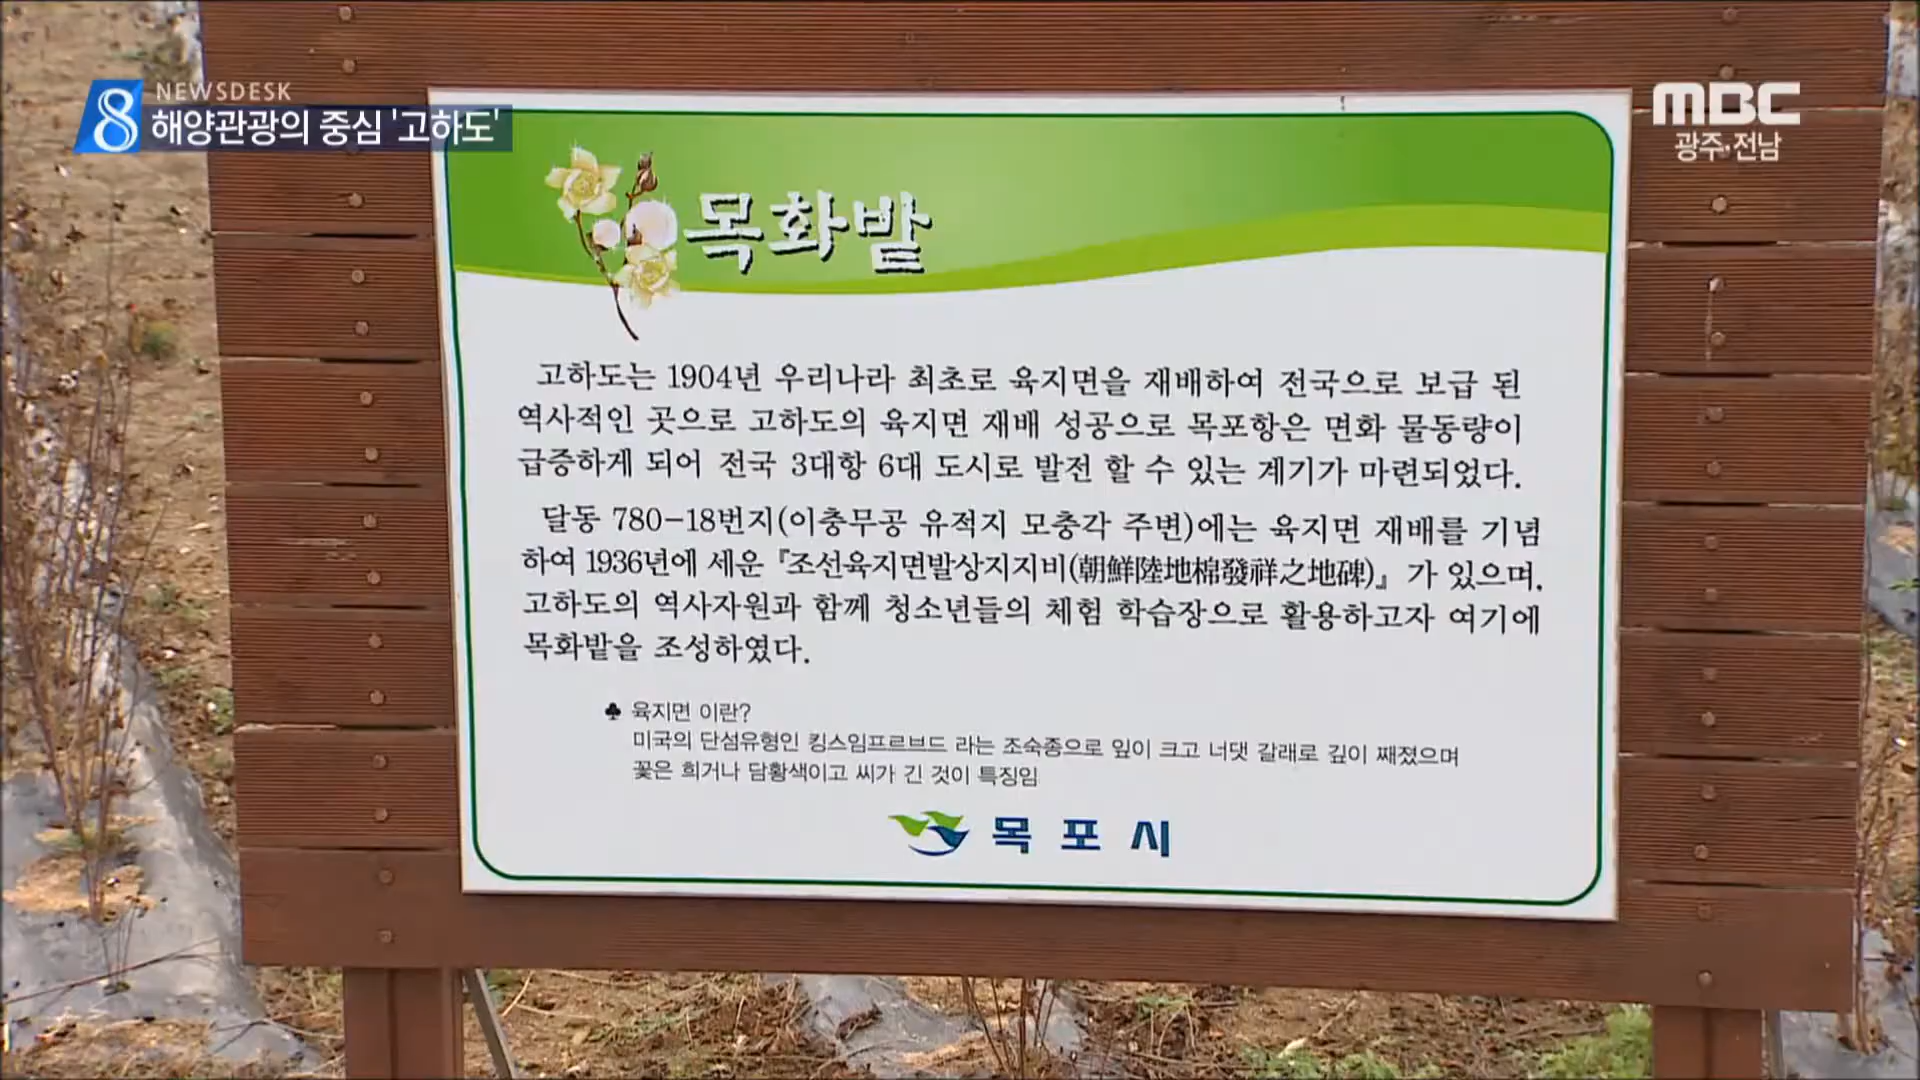 NEWSDESK
8 해양관광의 중심 '고하도'
MBC
광주·전남
목화밭
고하도는 1904년 우리나라 최초로 육지면을 재배하여 전국으로 보급 된
역사적인 곳으로 고하도의 육지면 재배 성공으로 목포항은 면화 물동량이
급증하게 되어 전국 3대항 6대 도시로 발전 할 수 있는 계기가 마련되었다.
달동 780-18번지(이충무공 유적지 모충각 주변)에는 육지면 재배를 기념
하여 1936년에 세운 『조선육지면발상지지비(朝鮮陸地棉發祥之地碑)』 가 있으며,
고하도의 역사자원과 함께 청소년들의 체험 학습장으로 활용하고자 여기에
목화밭을 조성하였다.
♣ 육지면 이란?
미국의 단섬유형인 킹스임프르브드 라는 조숙종으로 잎이 크고 너댓 갈래로 깊이 째졌으며
꽃은 희거나 담황색이고 씨가 긴 것이 특징임
목포시